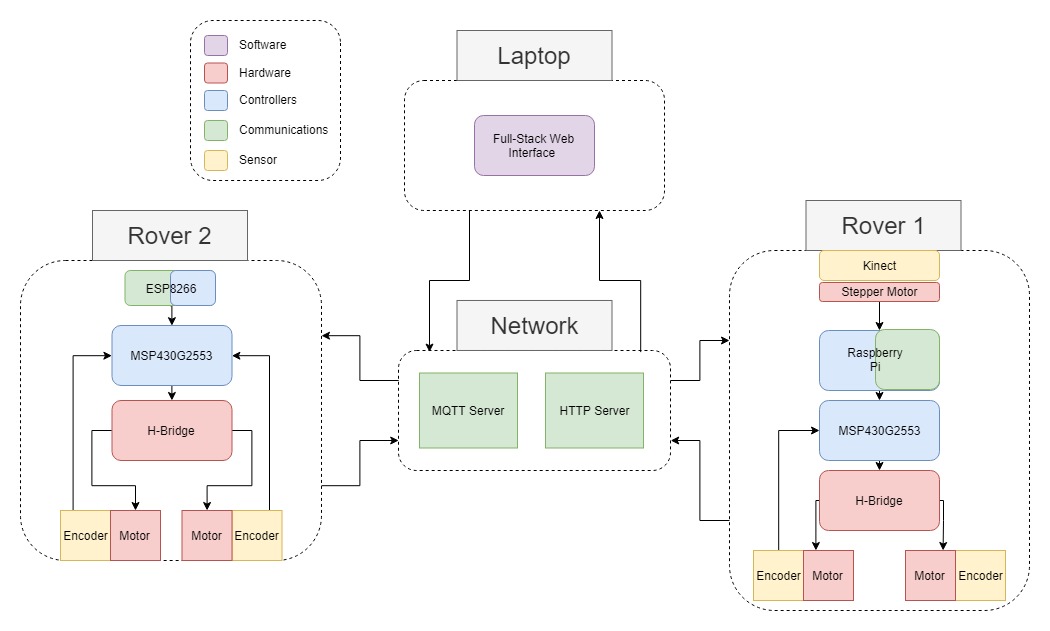 Software
Hardware
Controllers
Communications
Sensor
Laptop
Full-Stack Web
Interface
Rover 2
ESP8266
MSP430G2553
H-Bridge
Encoder
Motor
Motor
Encoder
Network
MQTT Server
HTTP Server
Rover 1
Kinect
Stepper Motor
Raspberry
Pi
MSP430G2553
H-Bridge
Encoder
Motor
Motor
Encoder